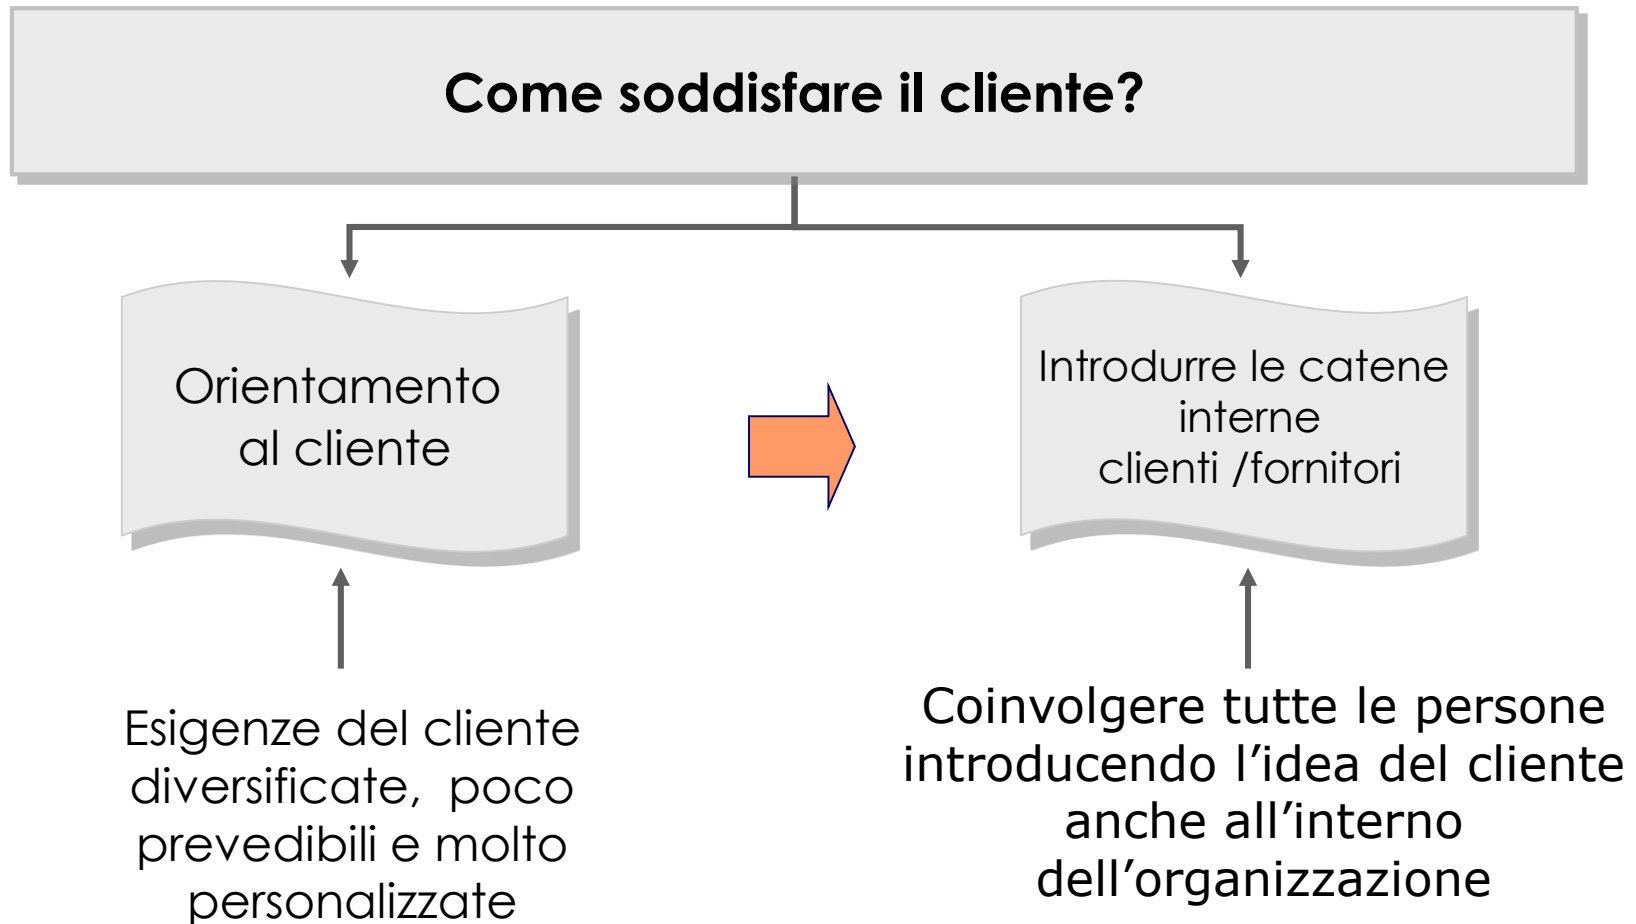 Come soddisfare il cliente?
Orientamento
al cliente
Introdurre le catene
interne
clienti /fornitori
Esigenze del cliente
diversificate, poco
prevedibili e molto
personalizzate
Coinvolgere tutte le persone
introducendo l’idea del cliente
anche all’interno
dell’organizzazione